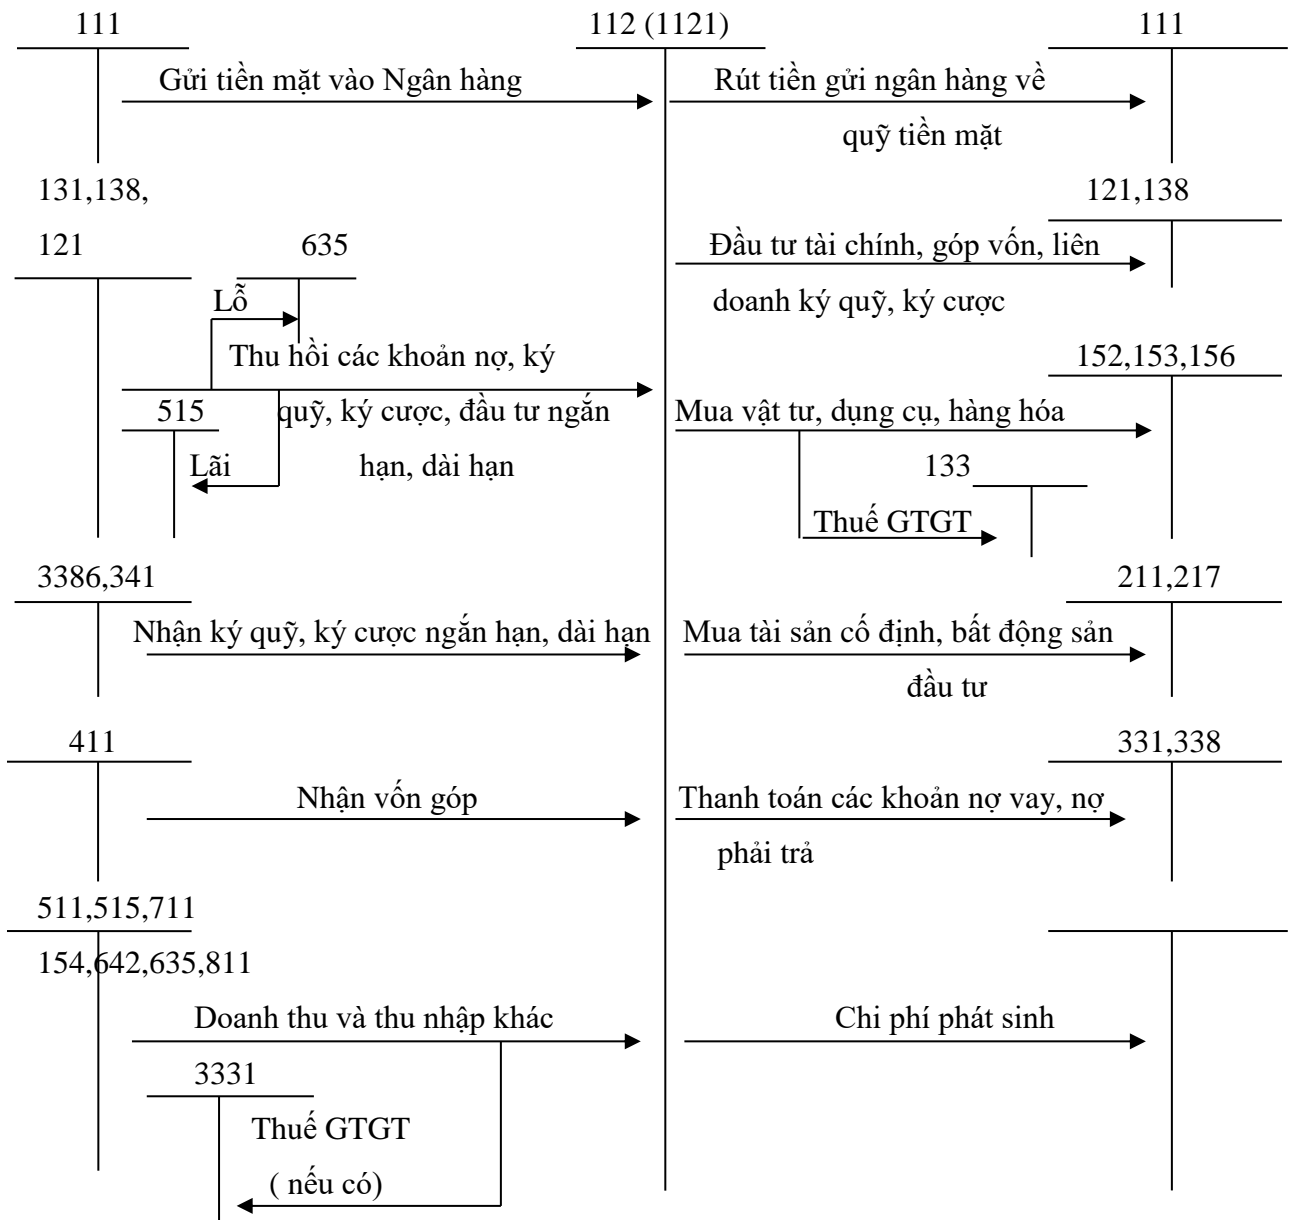 111 112 (1121) 111
Gửi tiền mặt vào Ngân hàng Rút tiền gửi ngân hàng về
quỹ tiền mặt
131,138, 121,138
121 635 Đầu tư tài chính, góp vốn, liên
Lỗ doanh ký quỹ, ký cược
Thu hồi các khoản nợ, ký 152,153,156
515 quỹ, ký cược, đầu tư ngắn Mua vật tư, dụng cụ, hàng hóa
Lãi hạn, dài hạn 133
Thuế GTGT
3386,341 211,217
Nhận ký quỹ, ký cược ngắn hạn, dài hạn Mua tài sản cố định, bất động sản
đầu tư
411 331,338
Nhận vốn góp Thanh toán các khoản nợ vay, nợ
phải trả
511,515,711
154,642,635,811
Doanh thu và thu nhập khác Chi phí phát sinh
3331
Thuế GTGT
( nếu có)